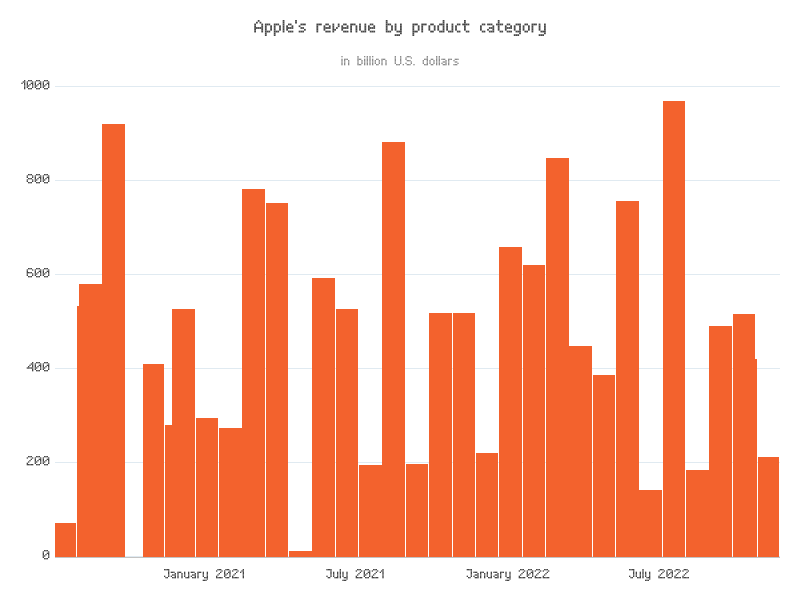 Apple's revenue by product category
in billion U.S. dollars
1000
800
600
400
200
0
January 2021
July 2021
January 2022
July 2022